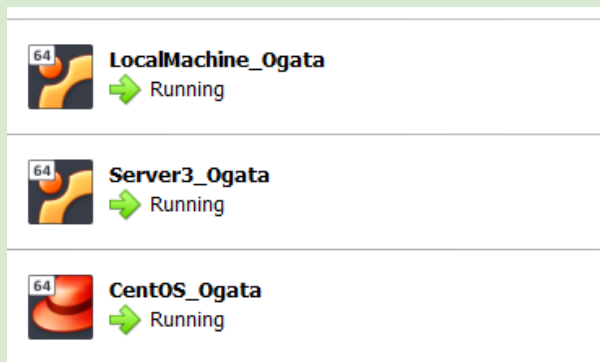 64
LocalMachine_Ogata
Running
64
Server3_Ogata
Running
64
CentOS_Ogata
Running